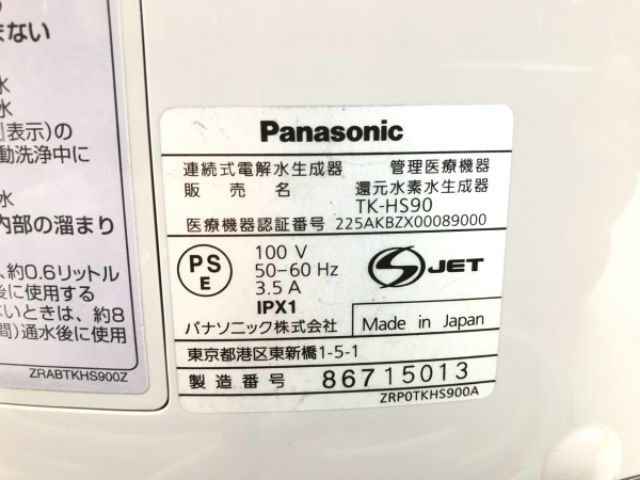 まない
水
水
表示)の
動洗浄中に
水
内部の溜まり
、約0.6リットル
後に使用する
ないときは、約8
間)通水後に使用
ZRABTKHS900Z
Panasonic
連続式電解水生成器 管理医療機器
販売名 還元水素水生成器
TK-HS90
医療機器認証番号 225AKBZX00089000
PS E
100 V
50-60 Hz
3.5 A
IPX1
S JET
パナソニック株式会社 Made in Japan
東京都港区東新橋1-5-1
製造番号 86715013
ZRP0TKHS900A